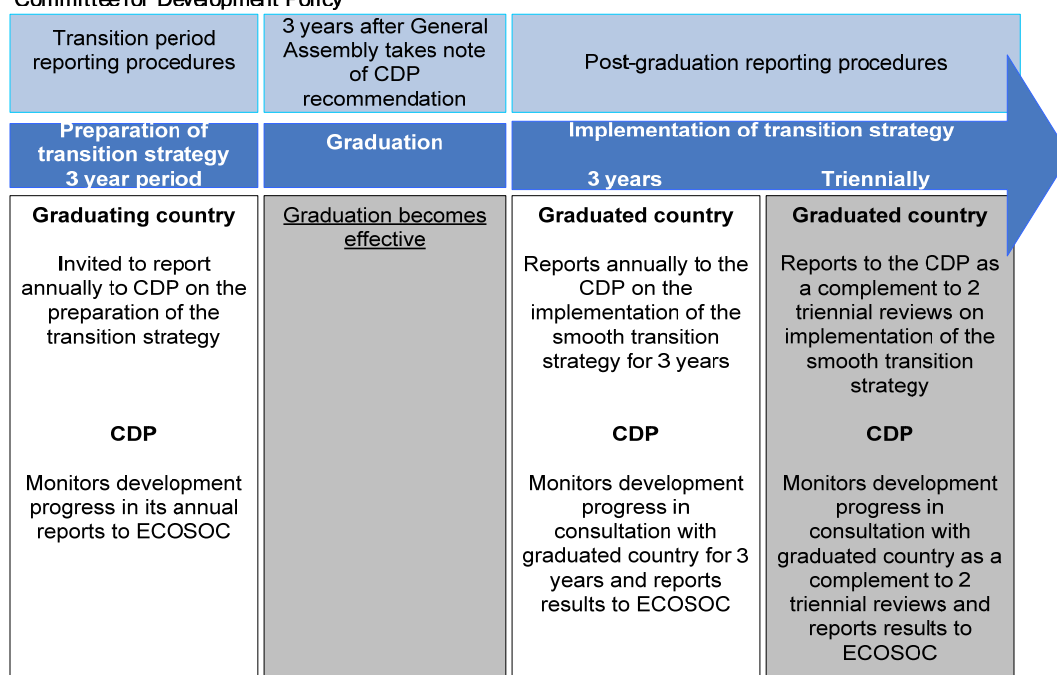 Committee for Development Policy
Transition period
reporting procedures
3 years after General
Assembly takes note
of CDP
recommendation
Post-graduation reporting procedures
Preparation of
transition strategy
3 year period
Graduation
Implementation of transition strategy
3 years
Triennially
Graduating country
Invited to report
annually to CDP on the
preparation of the
transition strategy
CDP
Monitors development
progress in its annual
reports to ECOSOC
Graduation becomes
effective
Graduated country
Reports annually to the
CDP on the
implementation of the
smooth transition
strategy for 3 years
CDP
Monitors development
progress in
consultation with
graduated country for 3
years and reports
results to ECOSOC
Graduated country
Reports to the CDP as
a complement to 2
triennial reviews on
implementation of the
smooth transition
strategy
CDP
Monitors development
progress in
consultation with
graduated country as a
complement to 2
triennial reviews and
reports results to
ECOSOC